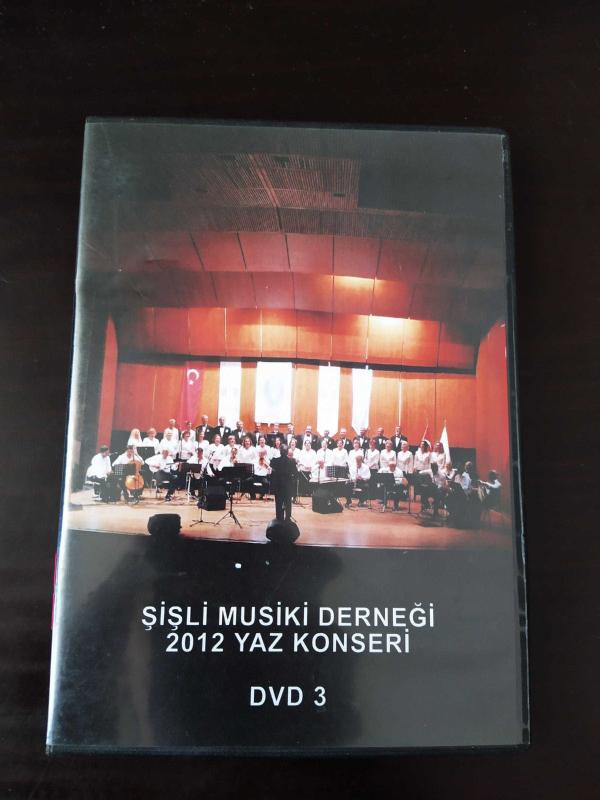 ŞİŞLİ MUSİKİ DERNEĞİ
2012 YAZ KONSERİ
DVD 3